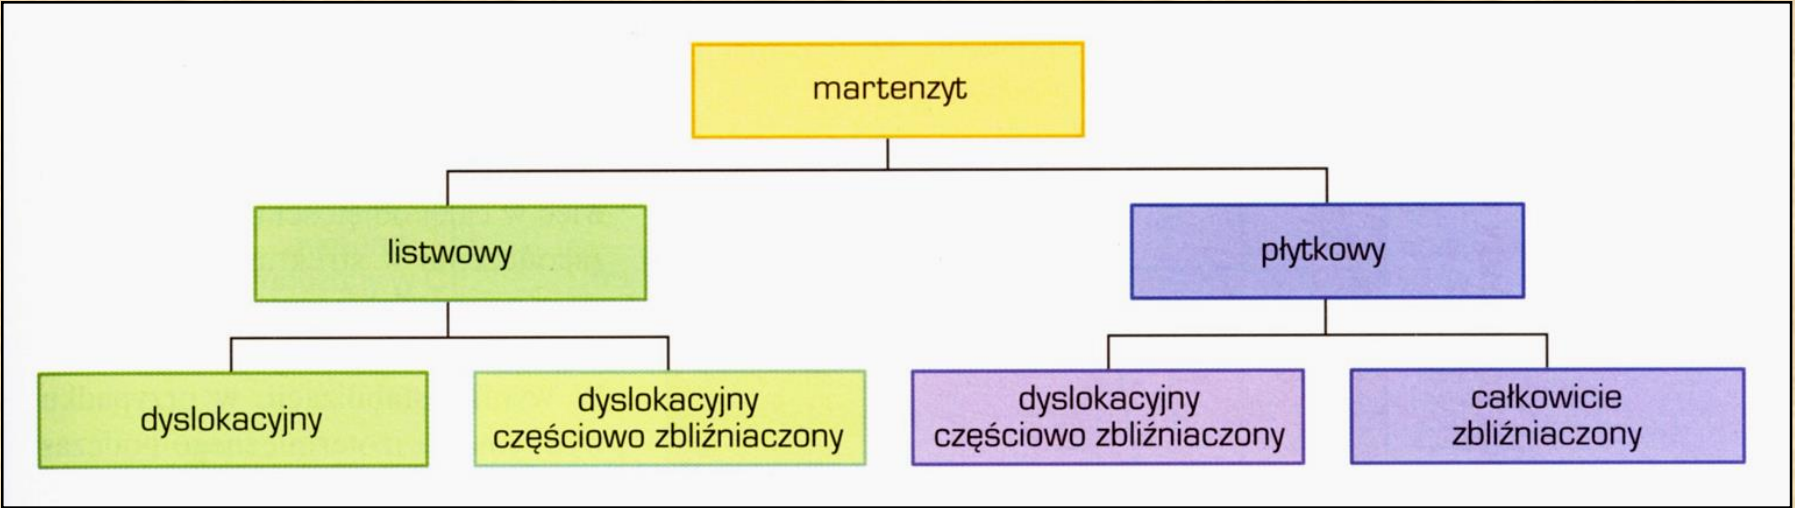 martenzyt
listwowy
płytkowy
dyslokacyjny
dyslokacyjny
częściowo zbliźniaczony
dyslokacyjny
częściowo zbliźniaczony
całkowicie
zbliźniaczony